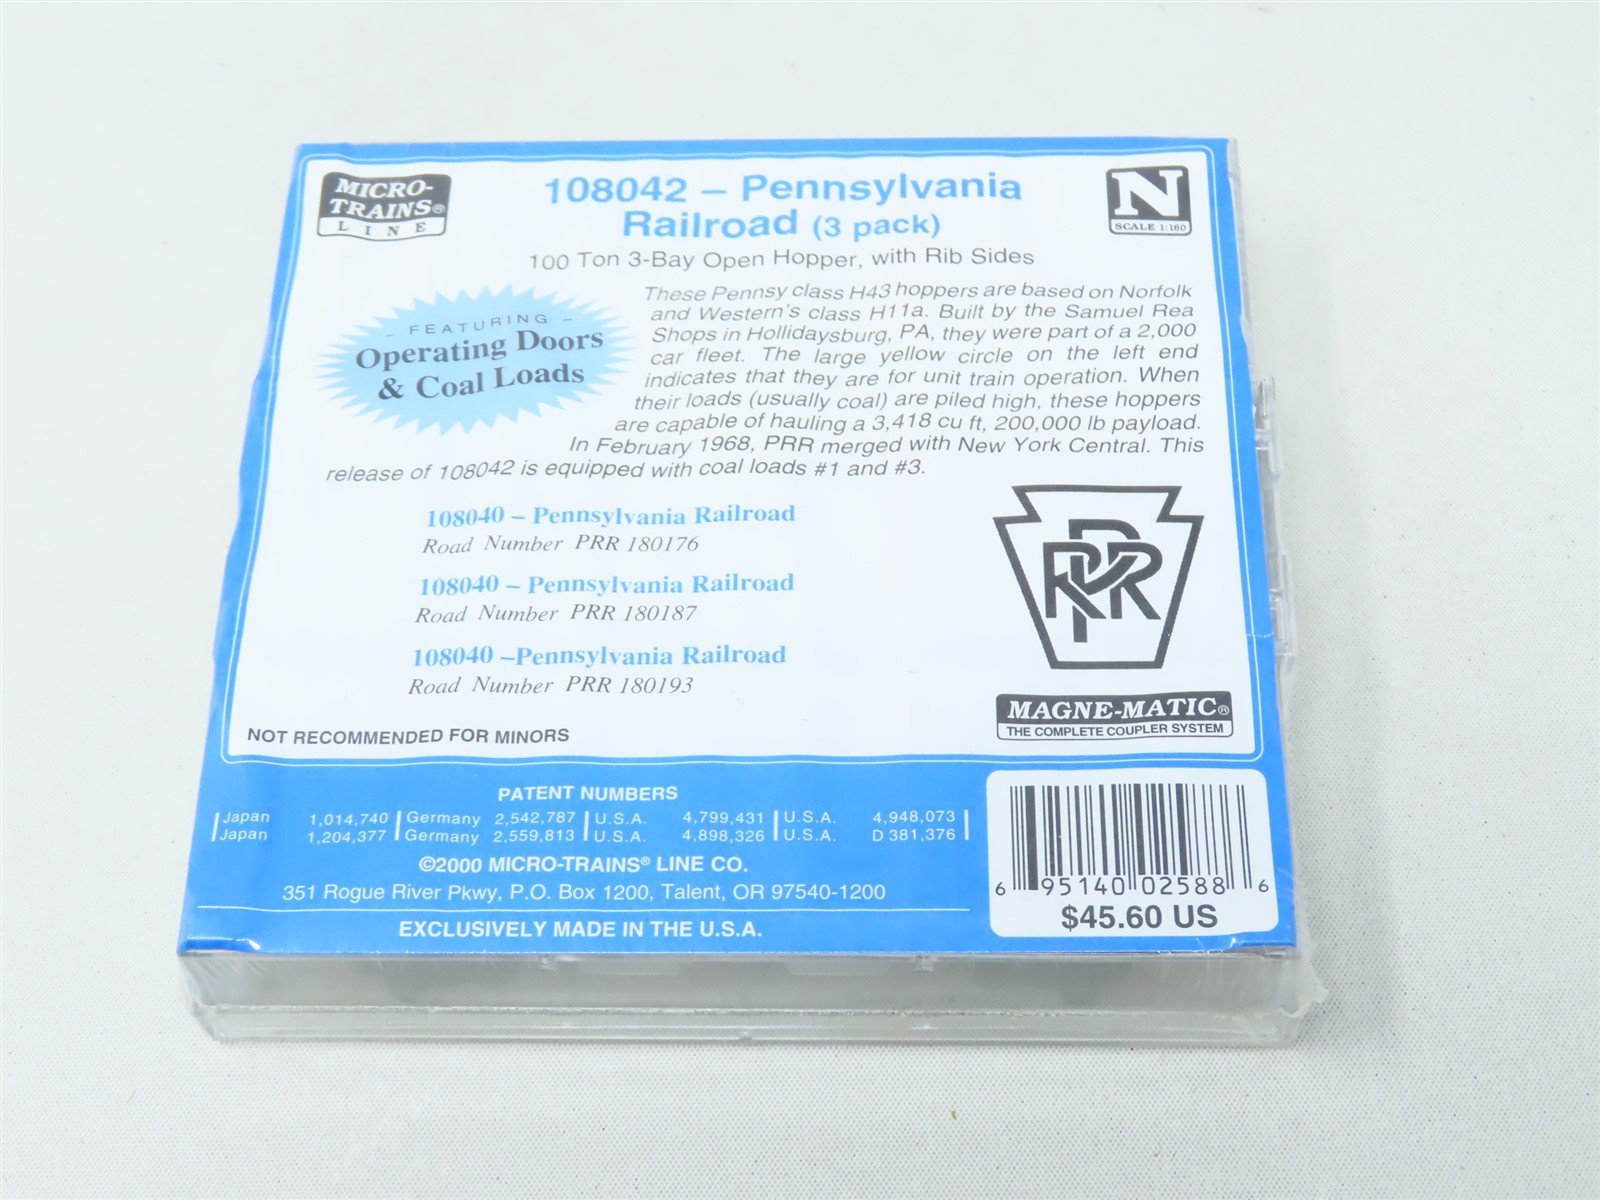 MICRO-
TRAINS®
LINE
108042 – Pennsylvania
Railroad (3 pack)
N
SCALE 1:160
100 Ton 3-Bay Open Hopper, with Rib Sides
– FEATURING –
Operating Doors
& Coal Loads
These Pennsy class H43 hoppers are based on Norfolk
and Western's class H11a. Built by the Samuel Rea
Shops in Hollidaysburg, PA, they were part of a 2,000
car fleet. The large yellow circle on the left end
indicates that they are for unit train operation. When
their loads (usually coal) are piled high, these hoppers
are capable of hauling a 3,418 cu ft, 200,000 lb payload.
In February 1968, PRR merged with New York Central. This
release of 108042 is equipped with coal loads #1 and #3.
108040 – Pennsylvania Railroad
Road Number PRR 180176
108040 – Pennsylvania Railroad
Road Number PRR 180187
108040 –Pennsylvania Railroad
Road Number PRR 180193
PRR
MAGNE-MATIC®
THE COMPLETE COUPLER SYSTEM
NOT RECOMMENDED FOR MINORS
PATENT NUMBERS
Japan 1,014,740 Germany 2,542,787 U.S.A. 4,799,431 U.S.A. 4,948,073
Japan 1,204,377 Germany 2,559,813 U.S.A. 4,898,326 U.S.A. D 381,376
©2000 MICRO-TRAINS® LINE CO.
351 Rogue River Pkwy, P.O. Box 1200, Talent, OR 97540-1200
EXCLUSIVELY MADE IN THE U.S.A.
6 95140 02588 6
$45.60 US